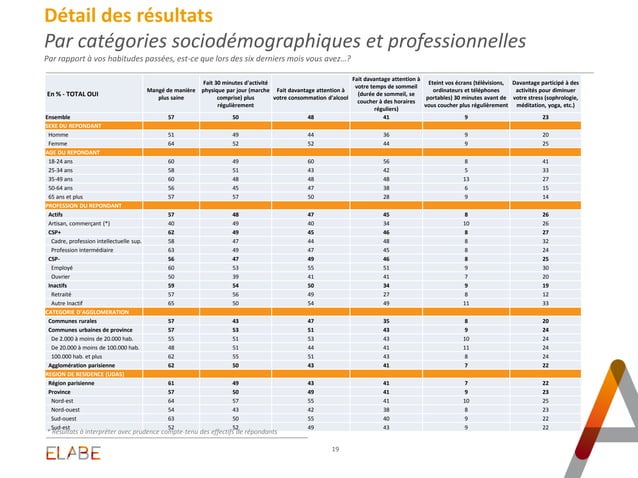 Détail des résultats
Par catégories sociodémographiques et professionnelles
Par rapport à vos habitudes passées, est-ce que lors des six derniers mois vous avez…?
En % - TOTAL OUI | Mangé de manière plus saine | Fait 30 minutes d'activité physique par jour (marche comprise) plus régulièrement | Fait davantage attention à votre consommation d'alcool | Fait davantage attention à votre temps de sommeil (durée de sommeil, se coucher à des horaires réguliers) | Eteint vos écrans (télévisions, ordinateurs et téléphones portables) 30 minutes avant de vous coucher plus régulièrement | Davantage participé à des activités pour diminuer votre stress (sophrologie, méditation, yoga, etc.)
Ensemble 57 50 48 41 9 23
SEXE DU REPONDANT
Homme 51 49 44 36 9 20
Femme 64 52 52 44 9 25
AGE DU REPONDANT
18-24 ans 60 49 60 56 8 41
25-34 ans 58 51 43 42 5 33
35-49 ans 60 48 48 48 13 27
50-64 ans 56 45 47 38 6 15
65 ans et plus 57 57 50 28 9 14
PROFESSION DU REPONDANT
Actifs 57 48 47 45 8 26
Artisan, commerçant (*) 40 49 40 34 10 26
CSP+ 62 49 45 46 8 27
Cadre, profession intellectuelle sup. 58 47 44 48 8 32
Profession intermédiaire 63 49 47 45 8 24
CSP- 56 47 49 46 8 25
Employé 60 53 55 51 9 30
Ouvrier 50 39 41 41 7 20
Inactifs 59 54 50 34 9 19
Retraité 57 56 49 27 8 12
Autre Inactif 65 50 54 49 11 33
CATEGORIE D'AGGLOMERATION
Communes rurales 57 43 47 35 8 20
Communes urbaines de province 57 53 51 43 9 24
De 2.000 à moins de 20.000 hab. 55 51 53 43 10 24
De 20.000 à moins de 100.000 hab. 48 51 44 41 11 24
100.000 hab. et plus 62 55 51 43 8 24
Agglomération parisienne 62 50 43 41 7 22
REGION DE RESIDENCE (UDA5)
Région parisienne 61 49 43 41 7 22
Province 57 50 49 41 9 23
Nord-est 64 57 55 41 10 25
Nord-ouest 54 43 42 38 8 23
Sud-ouest 63 50 55 40 9 22
Sud-est 52 52 49 43 9 22
* Résultats à interpréter avec prudence compte-tenu des effectifs de répondants
ELABE
19